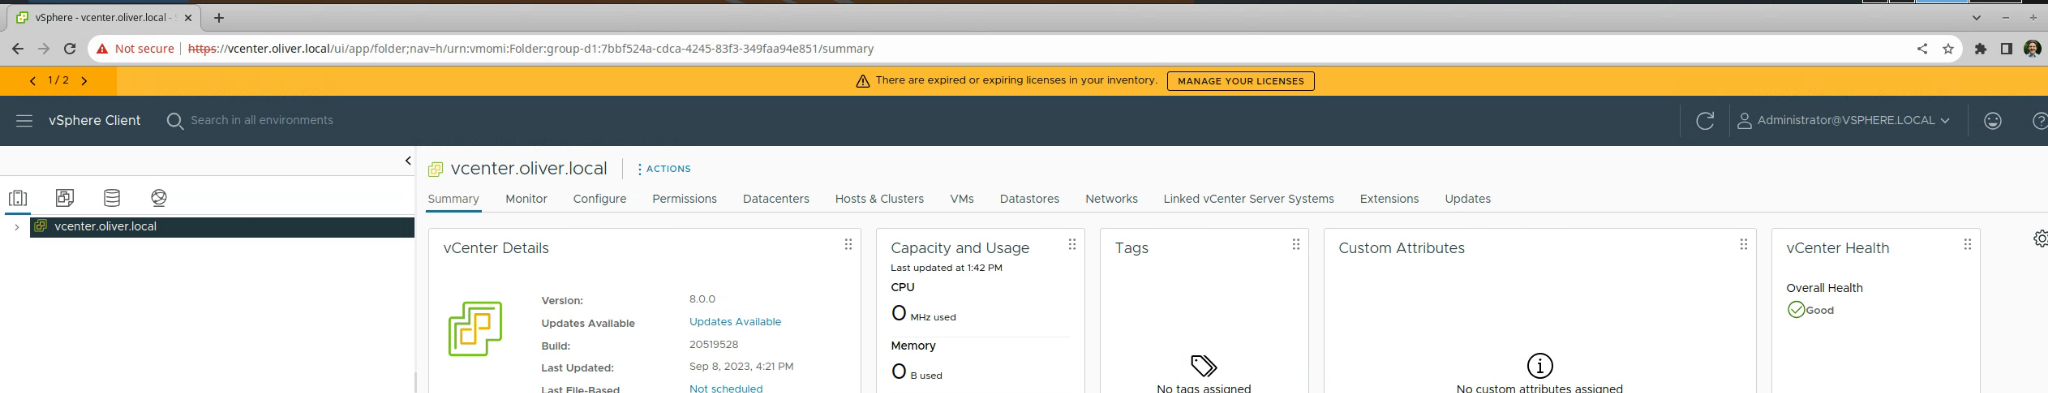 vSphere - vcenter.oliver.local -
Not secure | https://vcenter.oliver.local/ui/app/folder;nav=h/urn:vmomi:Folder:group-d1:7bbf524a-cdca-4245-83f3-349faa94e851/summary
1 / 2
There are expired or expiring licenses in your inventory. MANAGE YOUR LICENSES
vSphere Client
Search in all environments
Administrator@VSPHERE.LOCAL
vcenter.oliver.local
vcenter.oliver.local
ACTIONS
Summary Monitor Configure Permissions Datacenters Hosts & Clusters VMs Datastores Networks Linked vCenter Server Systems Extensions Updates
vCenter Details
Version: 8.0.0
Updates Available Updates Available
Build: 20519528
Last Updated: Sep 8, 2023, 4:21 PM
Last File-Based Not scheduled
Capacity and Usage
Last updated at 1:42 PM
CPU
0 MHz used
Memory
0 B used
Tags
No tags assigned
Custom Attributes
No custom attributes assigned
vCenter Health
Overall Health
Good